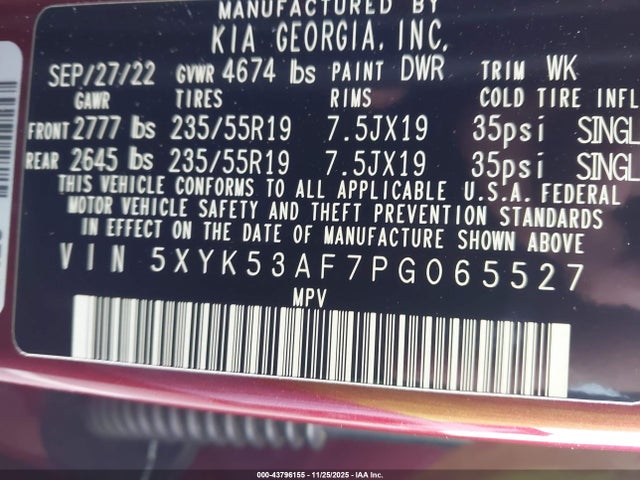 MANUFACTURED BY
KIA GEORGIA, INC.
SEP/27/22 GVWR 4674 lbs PAINT DWR TRIM WK
GAWR TIRES RIMS COLD TIRE INFL
FRONT 2777 lbs 235/55R19 7.5JX19 35psi SINGL
REAR 2645 lbs 235/55R19 7.5JX19 35psi SINGL
THIS VEHICLE CONFORMS TO ALL APPLICABLE U.S.A. FEDERAL
MOTOR VEHICLE SAFETY AND THEFT PREVENTION STANDARDS
IN EFFECT ON THE DATE OF MANUFACTURE SHOWN ABOVE
VIN 5XYK53AF7PG065527
MPV
000-43796155 - 11/25/2025 - IAA Inc.